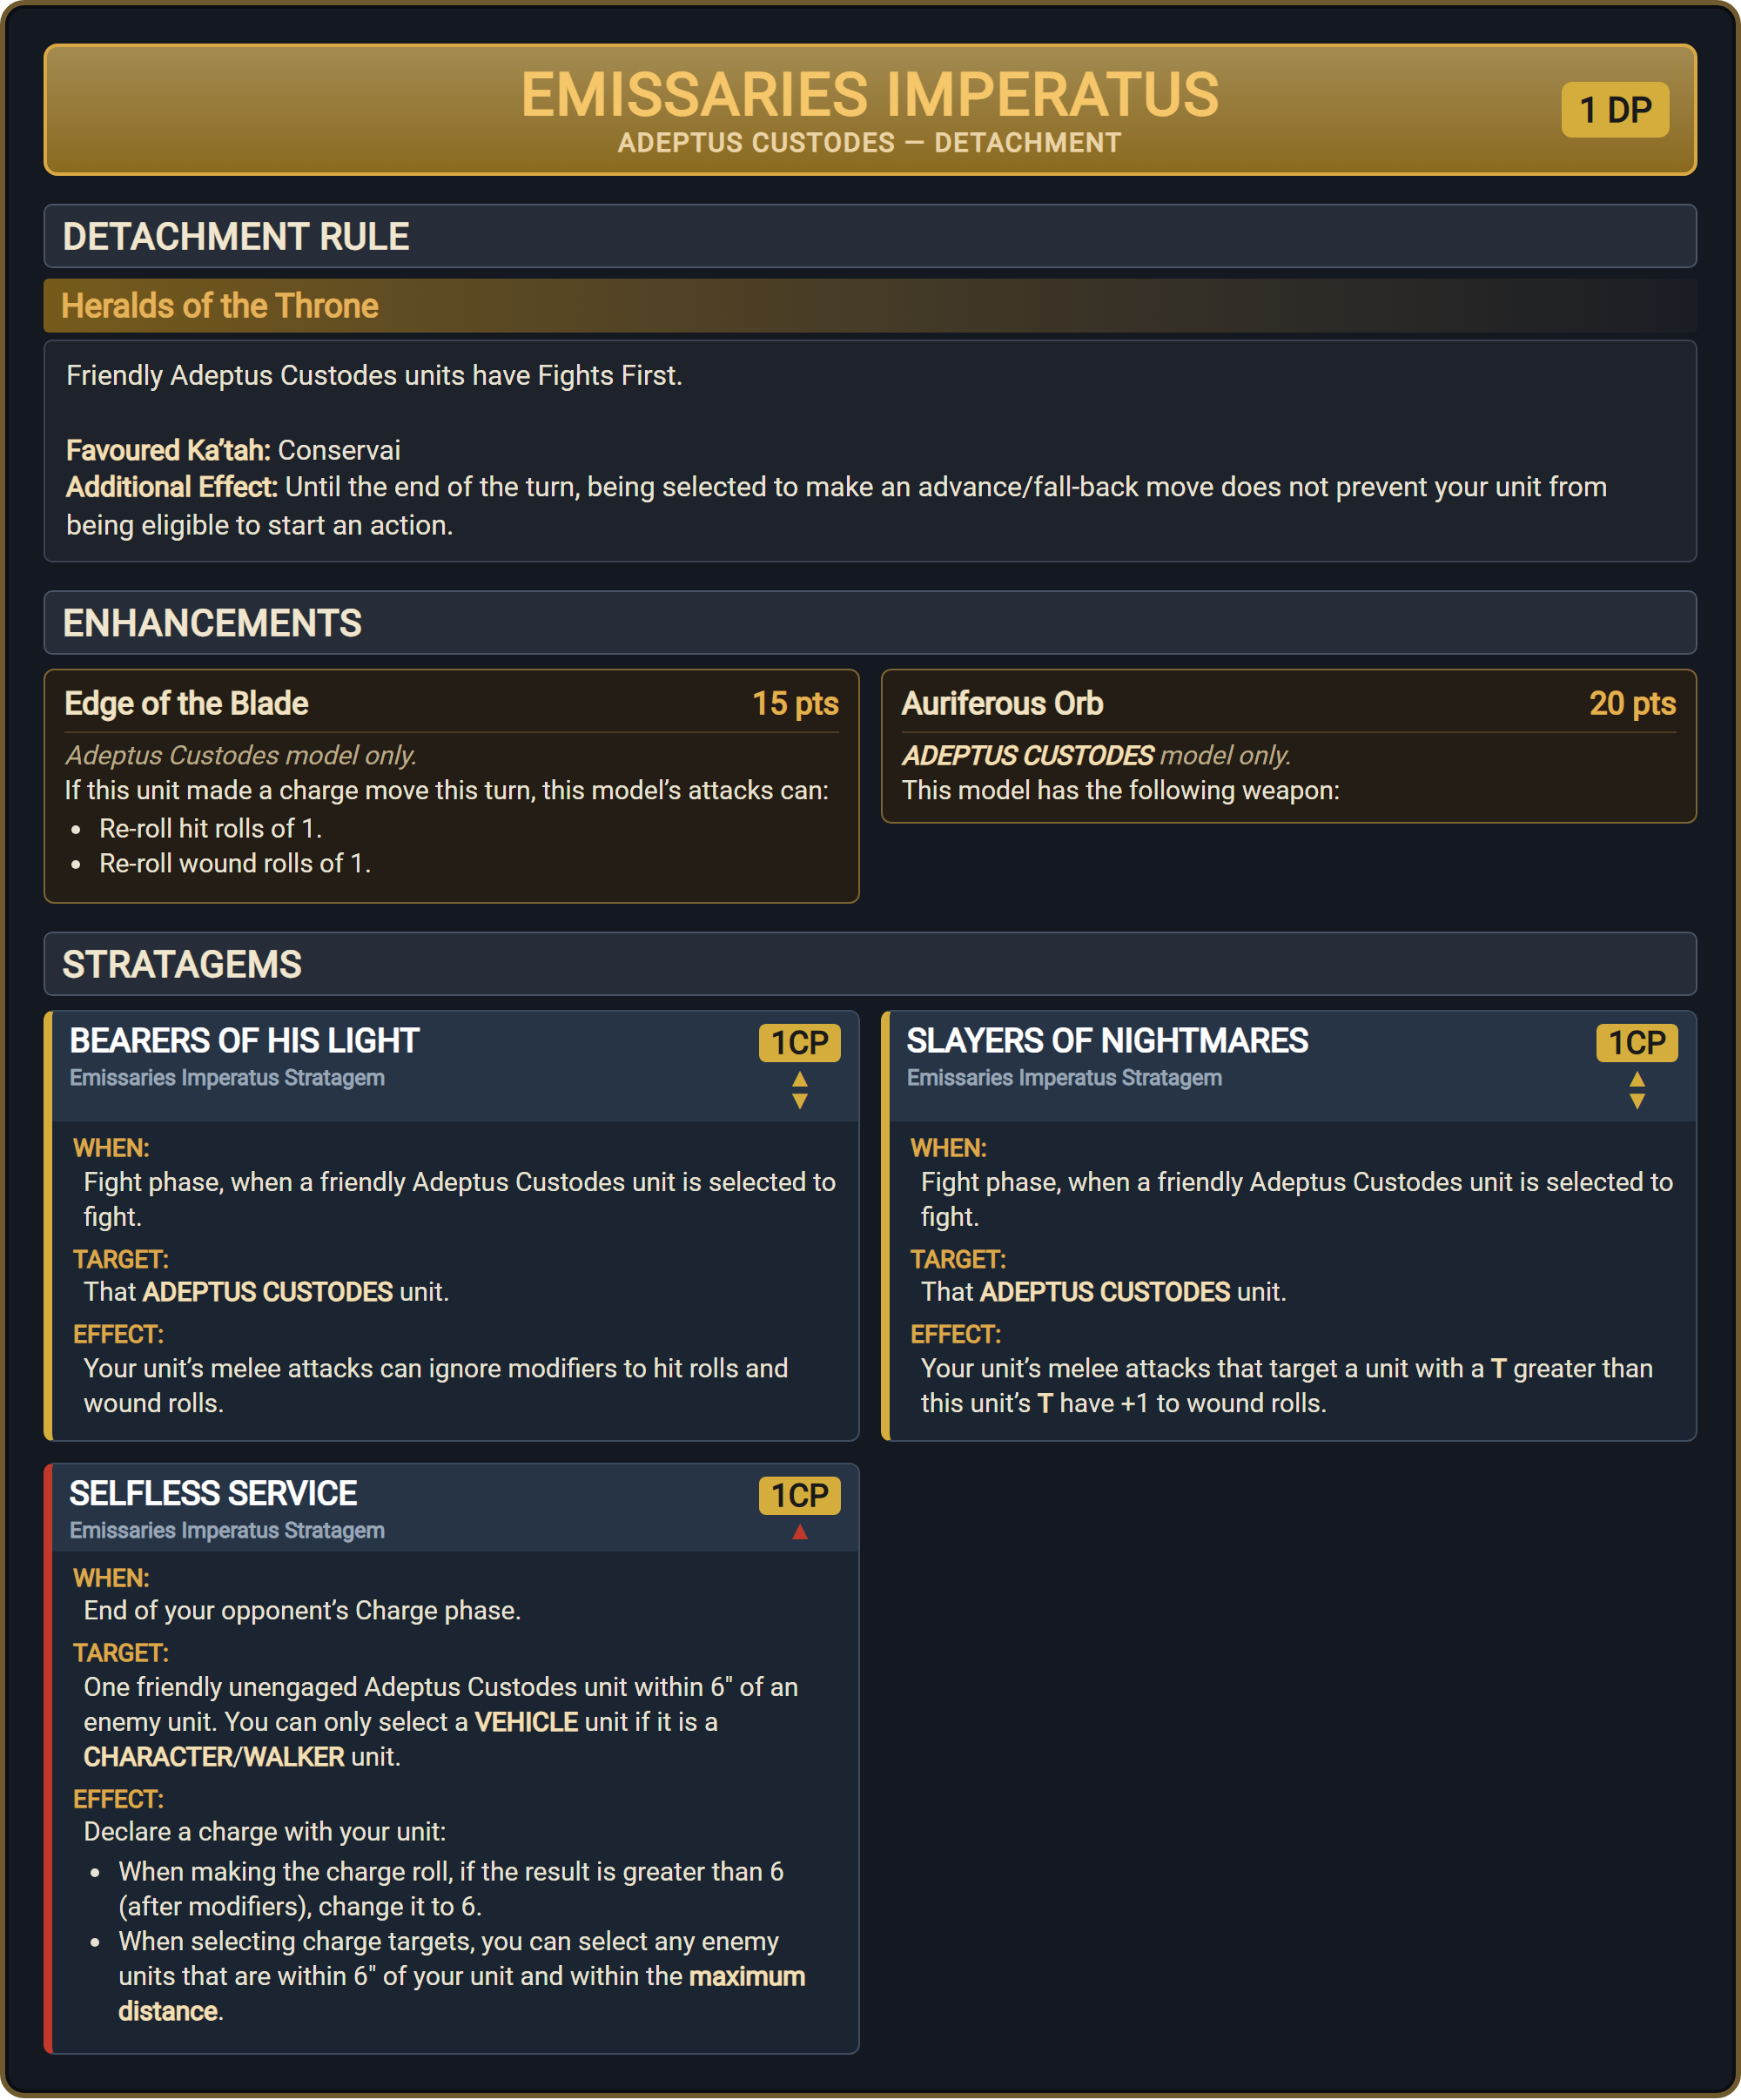 EMISSARIES IMPERATUS
ADEPTUS CUSTODES — DETACHMENT
1 DP
DETACHMENT RULE
Heralds of the Throne
Friendly Adeptus Custodes units have Fights First.
Favoured Ka’tah: Conservai
Additional Effect: Until the end of the turn, being selected to make an advance/fall-back move does not prevent your unit from
being eligible to start an action.
ENHANCEMENTS
Edge of the Blade 15 pts
Adeptus Custodes model only.
If this unit made a charge move this turn, this model’s attacks can:
• Re-roll hit rolls of 1.
• Re-roll wound rolls of 1.
Auriferous Orb 20 pts
ADEPTUS CUSTODES model only.
This model has the following weapon:
STRATAGEMS
BEARERS OF HIS LIGHT 1CP
Emissaries Imperatus Stratagem
▲
▼
WHEN:
Fight phase, when a friendly Adeptus Custodes unit is selected to
fight.
TARGET:
That ADEPTUS CUSTODES unit.
EFFECT:
Your unit’s melee attacks can ignore modifiers to hit rolls and
wound rolls.
SLAYERS OF NIGHTMARES 1CP
Emissaries Imperatus Stratagem
▲
▼
WHEN:
Fight phase, when a friendly Adeptus Custodes unit is selected to
fight.
TARGET:
That ADEPTUS CUSTODES unit.
EFFECT:
Your unit’s melee attacks that target a unit with a T greater than
this unit’s T have +1 to wound rolls.
SELFLESS SERVICE 1CP
Emissaries Imperatus Stratagem
▲
WHEN:
End of your opponent’s Charge phase.
TARGET:
One friendly unengaged Adeptus Custodes unit within 6" of an
enemy unit. You can only select a VEHICLE unit if it is a
CHARACTER/WALKER unit.
EFFECT:
Declare a charge with your unit:
• When making the charge roll, if the result is greater than 6
(after modifiers), change it to 6.
• When selecting charge targets, you can select any enemy
units that are within 6" of your unit and within the maximum
distance.